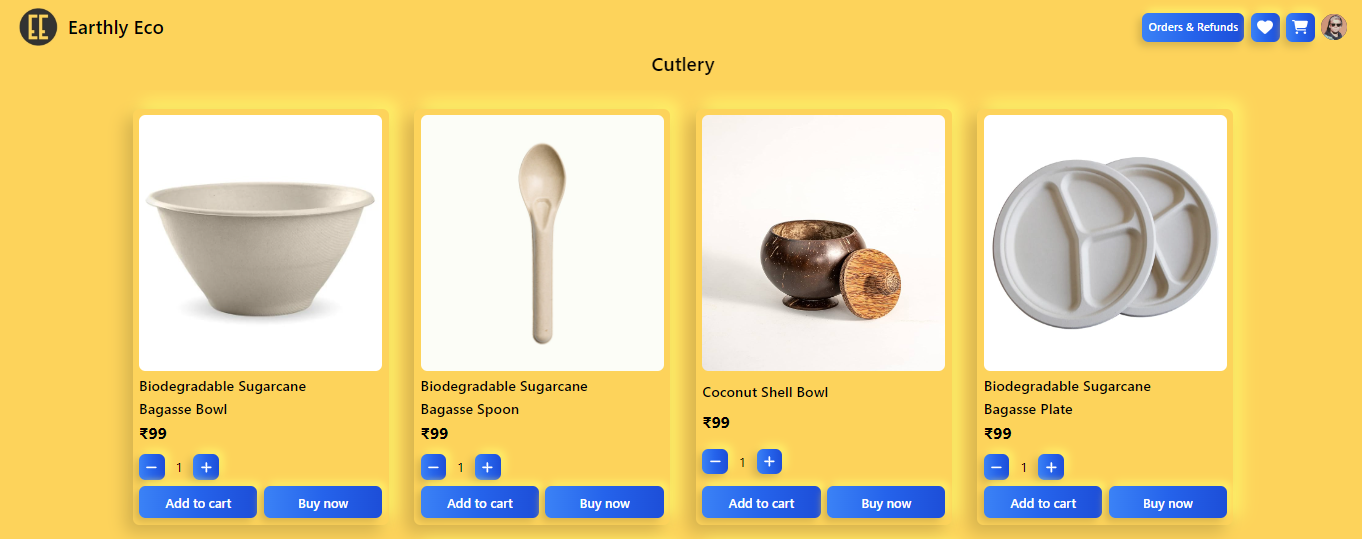 EE
Earthly Eco
Orders & Refunds
Cutlery
Biodegradable Sugarcane
Bagasse Bowl
₹99
1
Add to cart
Buy now
Biodegradable Sugarcane
Bagasse Spoon
₹99
1
Add to cart
Buy now
Coconut Shell Bowl
₹99
1
Add to cart
Buy now
Biodegradable Sugarcane
Bagasse Plate
₹99
1
Add to cart
Buy now